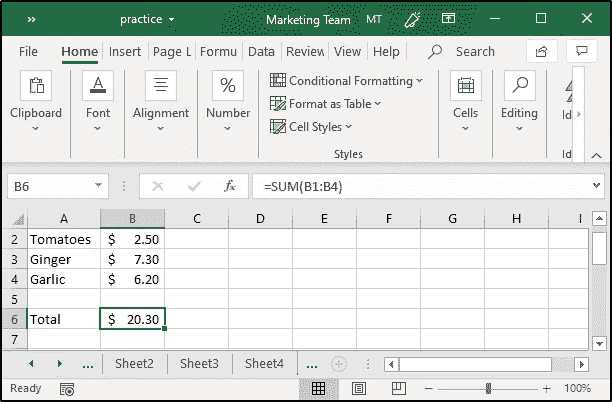 » practice Marketing Team MT
File Home Insert Page L Formu Data Review View Help Search
Clipboard Font Alignment % Number Conditional Formatting Format as Table Cell Styles Styles Cells Editing Id Id
B6 fx =SUM(B1:B4)
A B C D E F G H I
2 Tomatoes $ 2.50
3 Ginger $ 7.30
4 Garlic $ 6.20
5
6 Total $ 20.30
7
... Sheet2 Sheet3 Sheet4 ...
Ready 100%